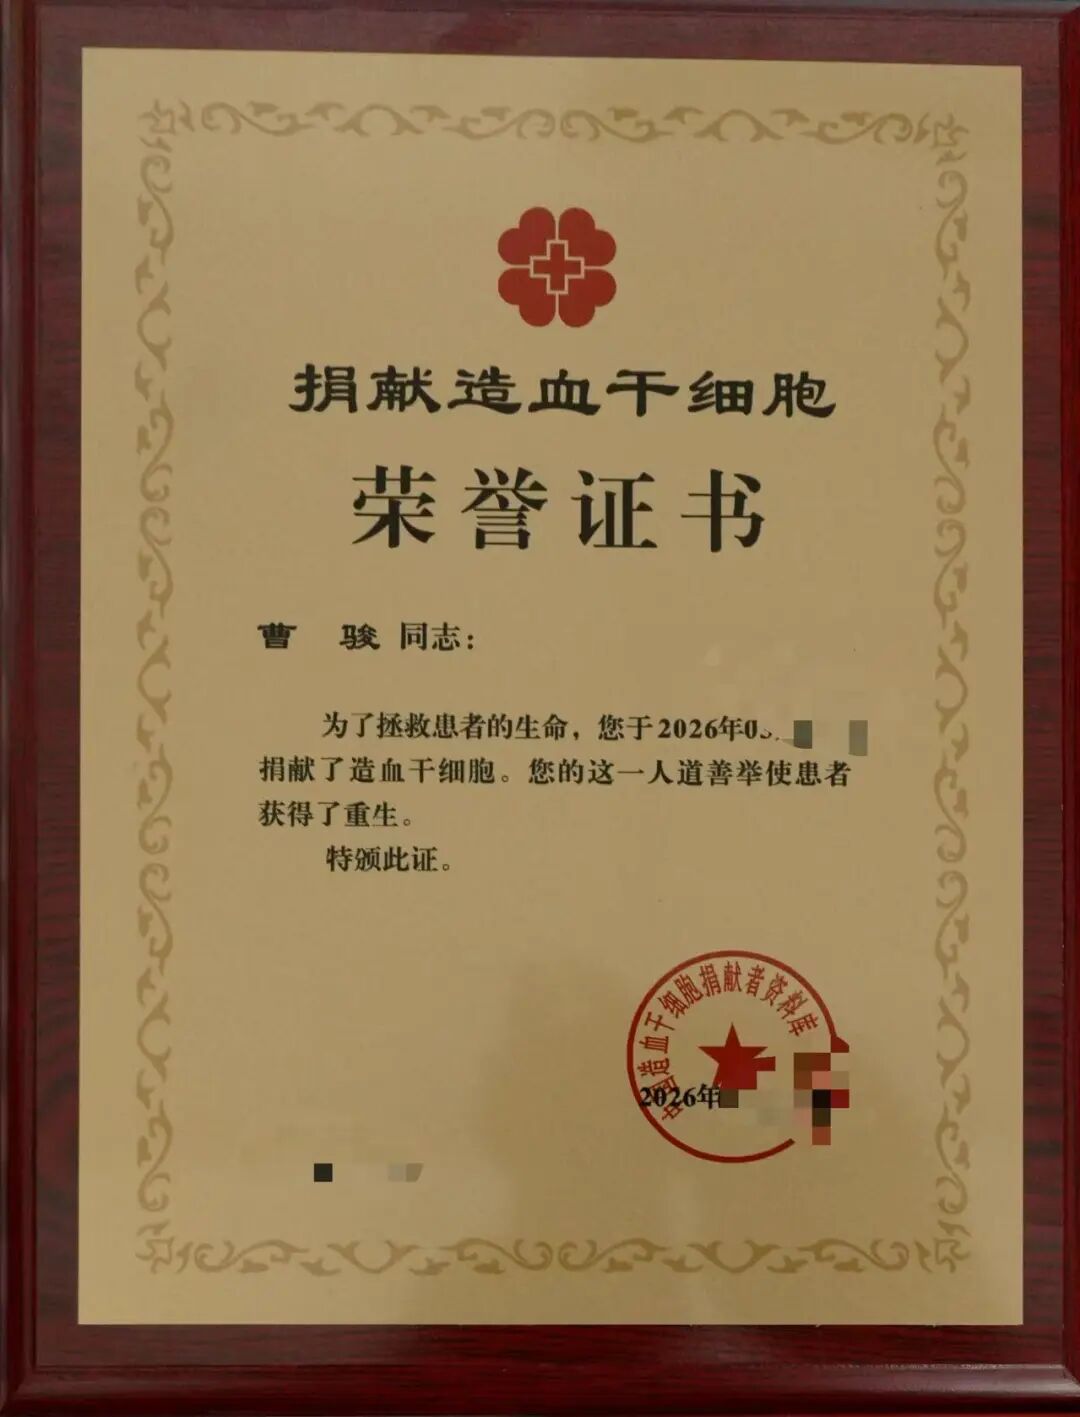 捐献造血干细胞
荣誉证书
曹 骏 同志：
为了拯救患者的生命，您于2026年
捐献了造血干细胞。您的这一人道善举使患者
获得了重生。
特颁此证。
中国造血干细胞捐献者资料库
2026年